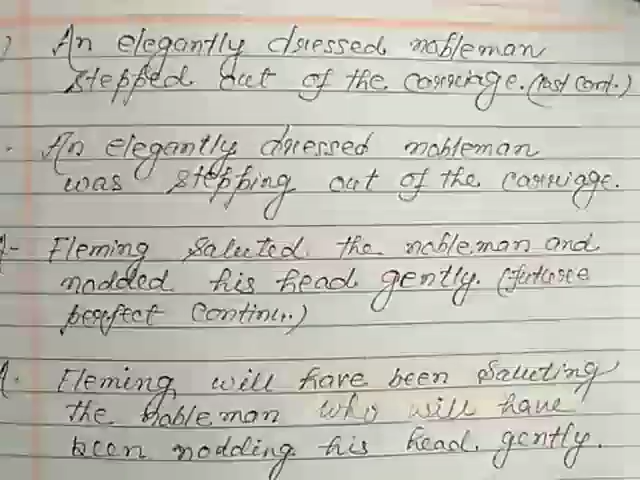 ) An elegantly dressed nobleman
stepped out of the carriage. (Past Cont.)
. An elegantly dressed nobleman
was stepping out of the carriagge.
- Fleming saluted the nobleman and
nodded his head gently. (future
perfect Continu..)
A. Fleming will have been saluting
the nobleman who will have
been nodding his head gently.